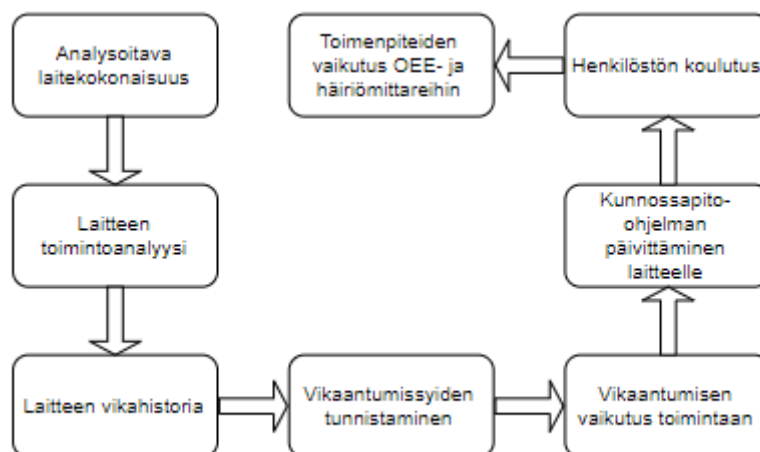 Analysoitava
laitekokonaisuus
Laitteen
toimintoanalyysi
Laitteen vikahistoria
Vikaantumissyiden
tunnistaminen
Vikaantumisen
vaikutus toimintaan
Kunnossapito-
ohjelman
päivittäminen
laitteelle
Henkilöstön koulutus
Toimenpiteiden
vaikutus OEE- ja
häiriömittareihin